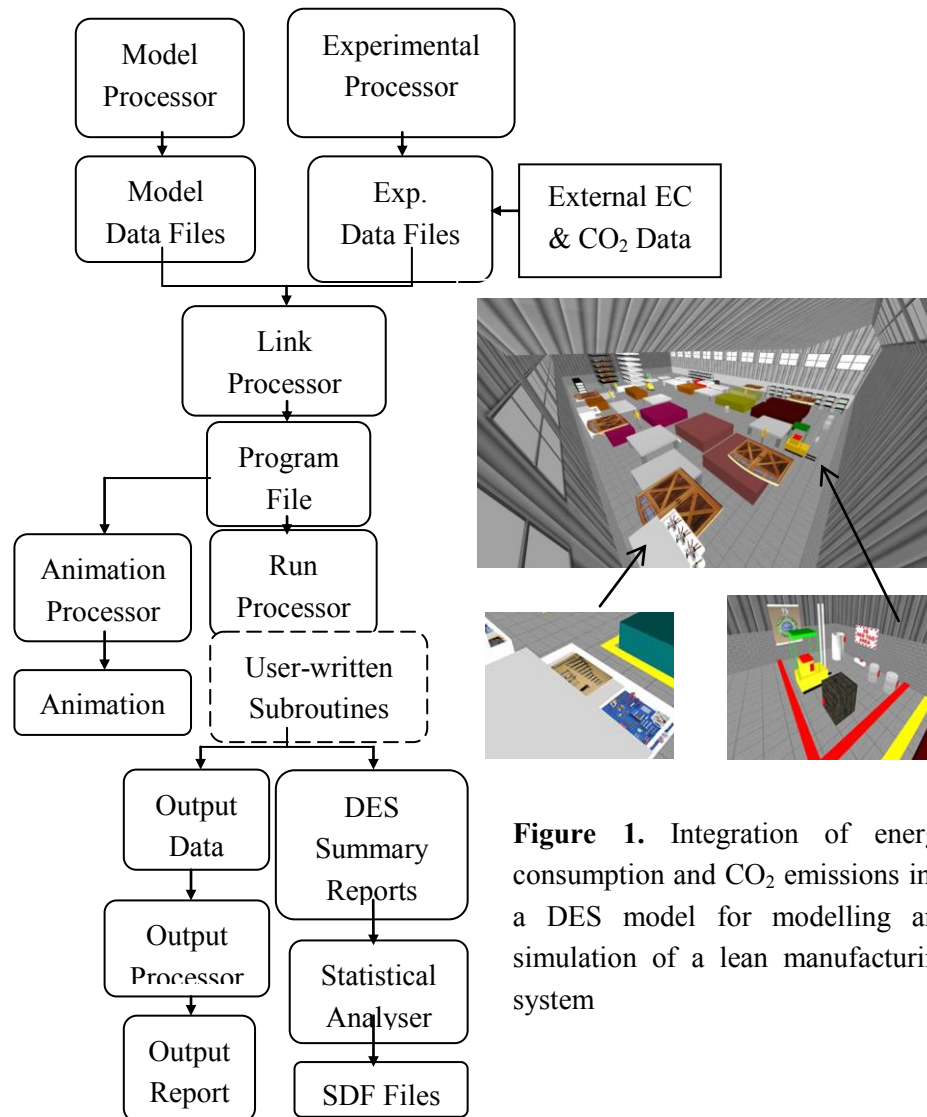 Model
Processor
Experimental
Processor
Model
Data Files
Exp.
Data Files
External EC
& CO₂ Data
Link
Processor
Program
File
Animation
Processor
Run
Processor
Animation
User-written
Subroutines
Output
Data
DES
Summary
Reports
Output
Processor
Statistical
Analyser
Output
Report
SDF Files
Figure 1. Integration of energ
consumption and CO₂ emissions in
a DES model for modelling an
simulation of a lean manufacturin
system